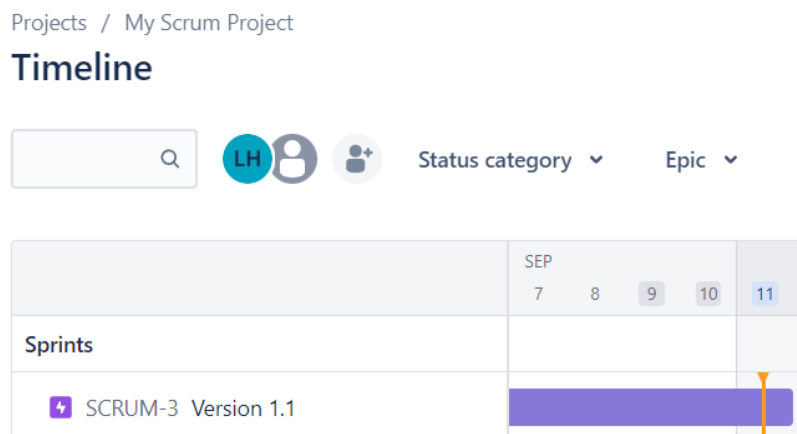 Projects / My Scrum Project
Timeline
LH Status category Epic
SEP
7 8 9 10 11
Sprints
SCRUM-3 Version 1.1